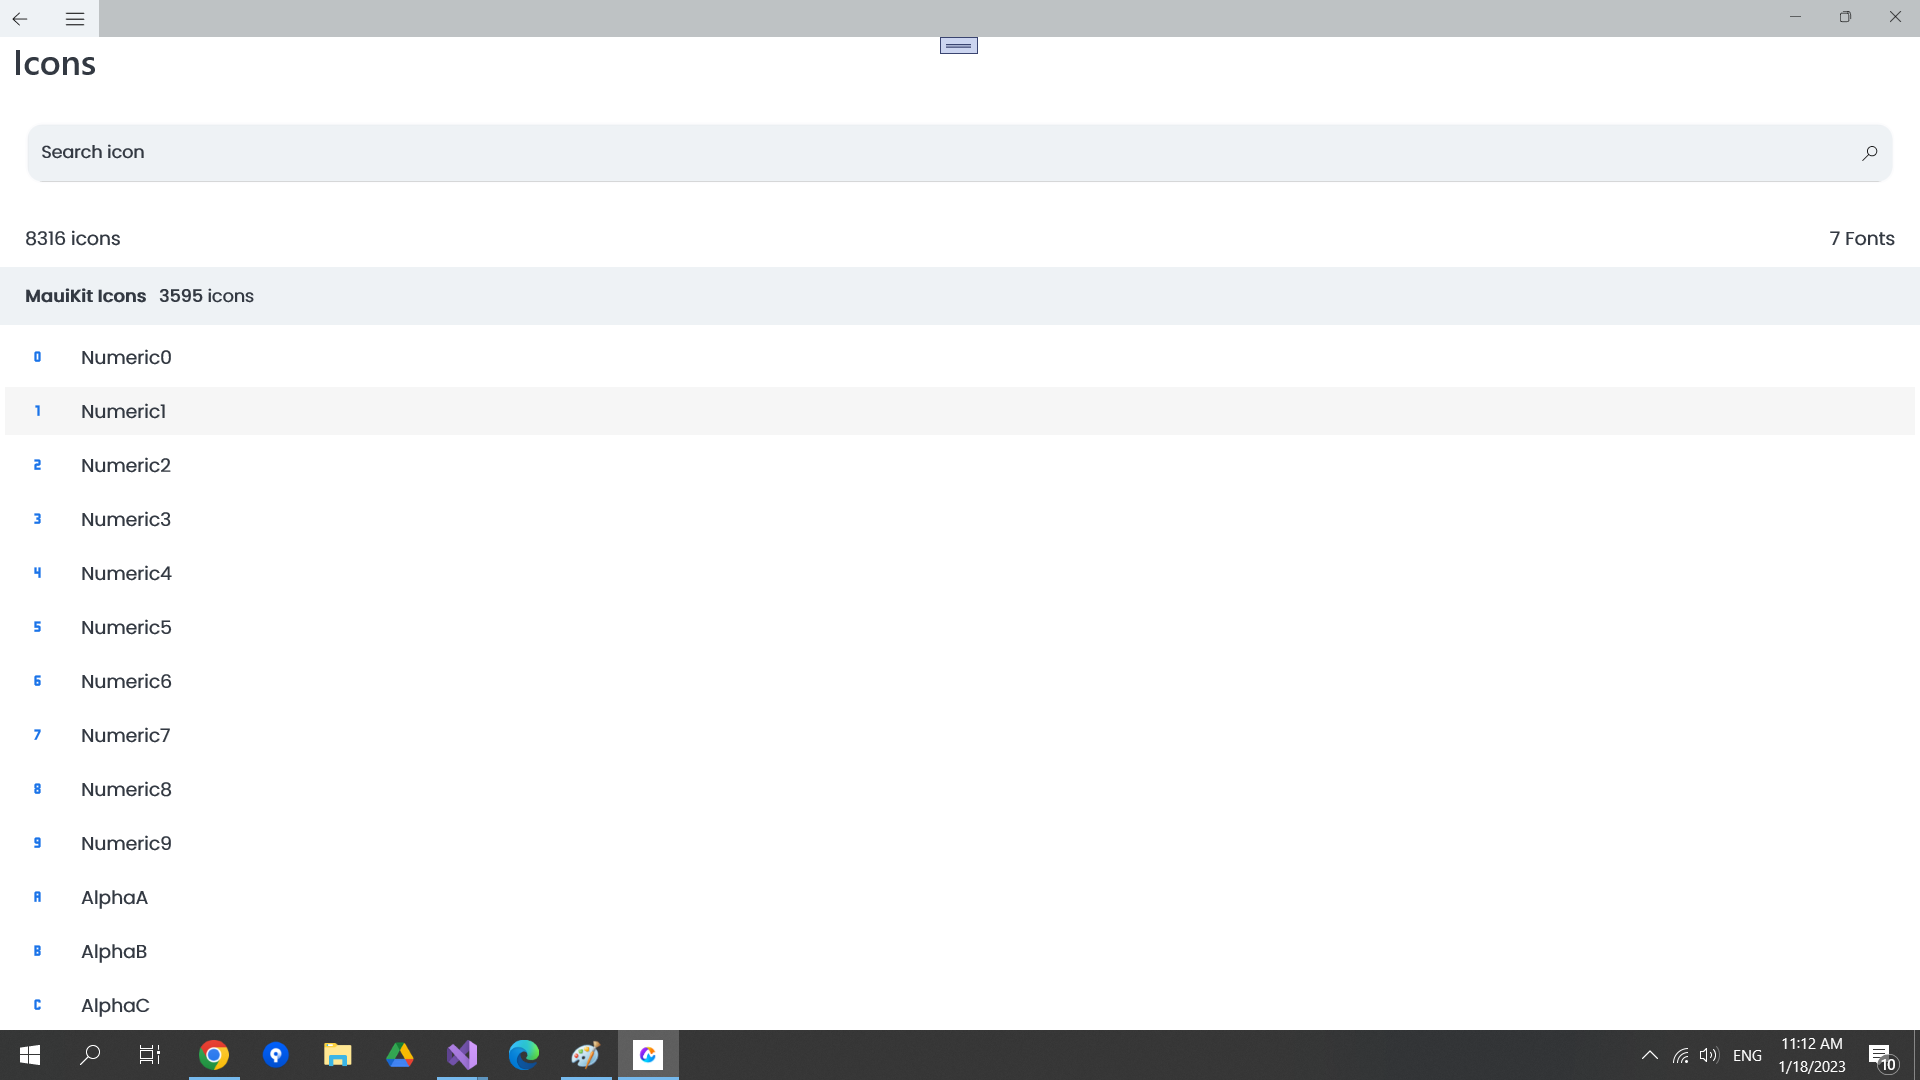 Icons
Search icon
8316 icons 7 Fonts
MauiKit Icons 3595 icons
0 Numeric0
1 Numeric1
2 Numeric2
3 Numeric3
4 Numeric4
5 Numeric5
6 Numeric6
7 Numeric7
8 Numeric8
9 Numeric9
A AlphaA
B AlphaB
C AlphaC
ENG
11:12 AM
1/18/2023
10